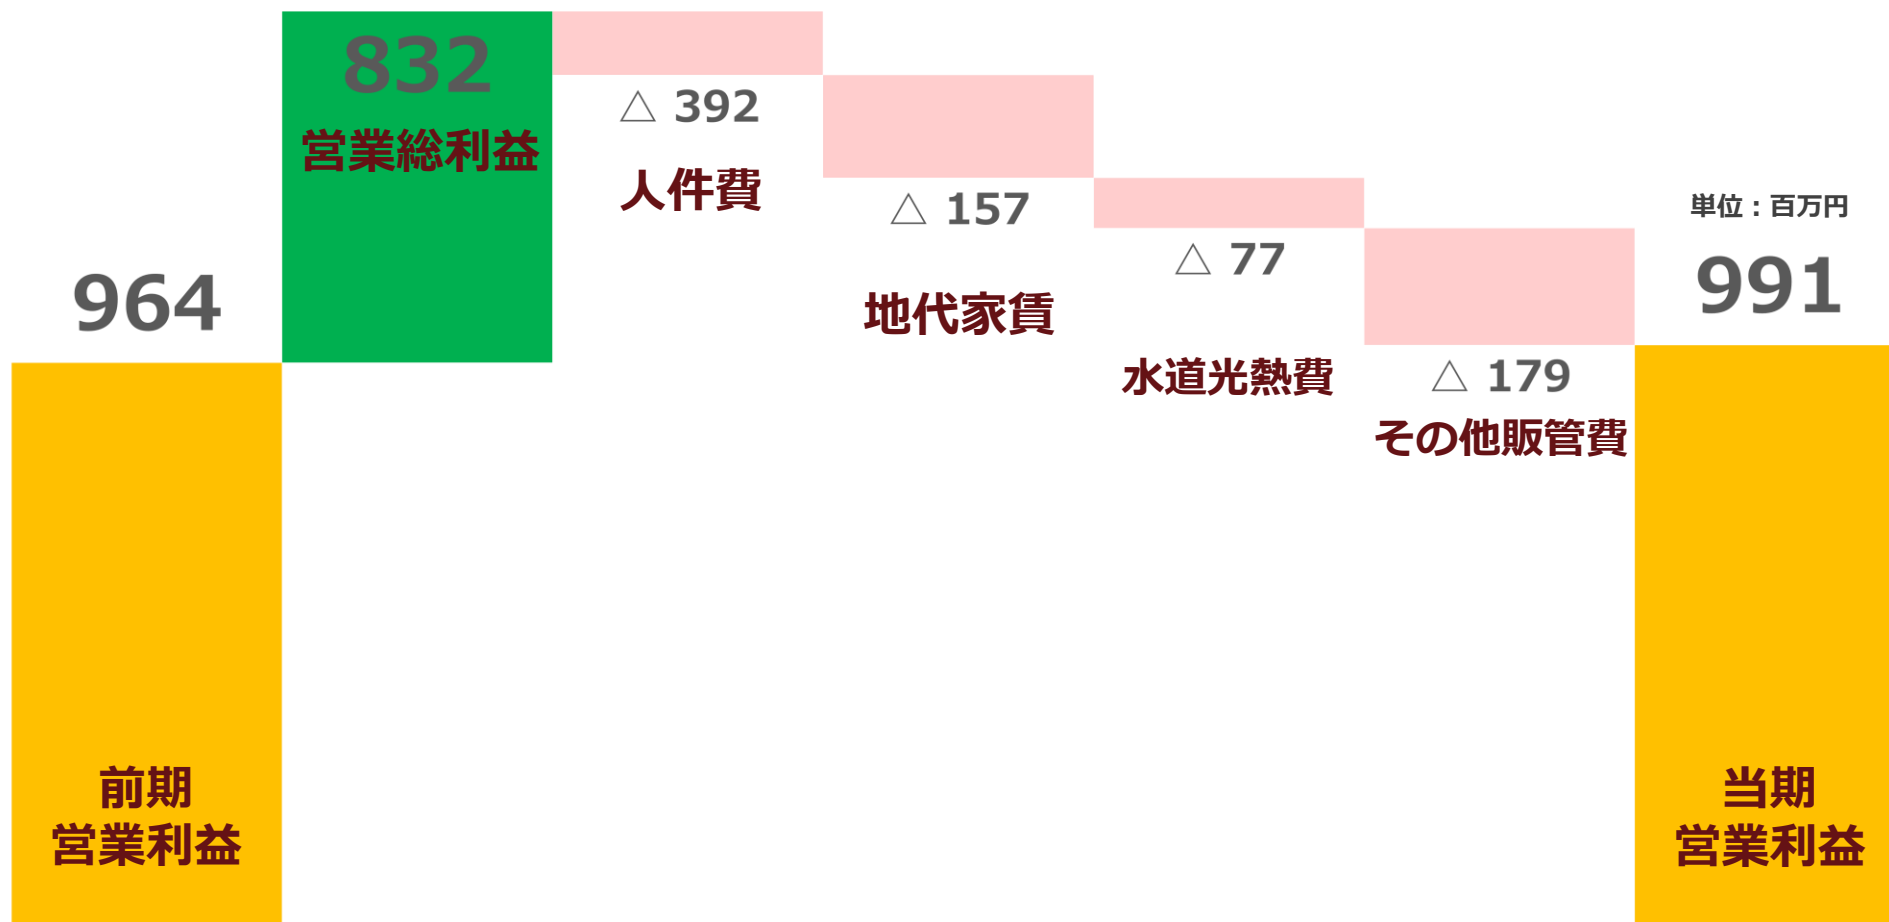 964
前期
営業利益
832
営業総利益
△ 392
人件費
△ 157
地代家賃
△ 77
水道光熱費
△ 179
その他販管費
単位：百万円
991
当期
営業利益